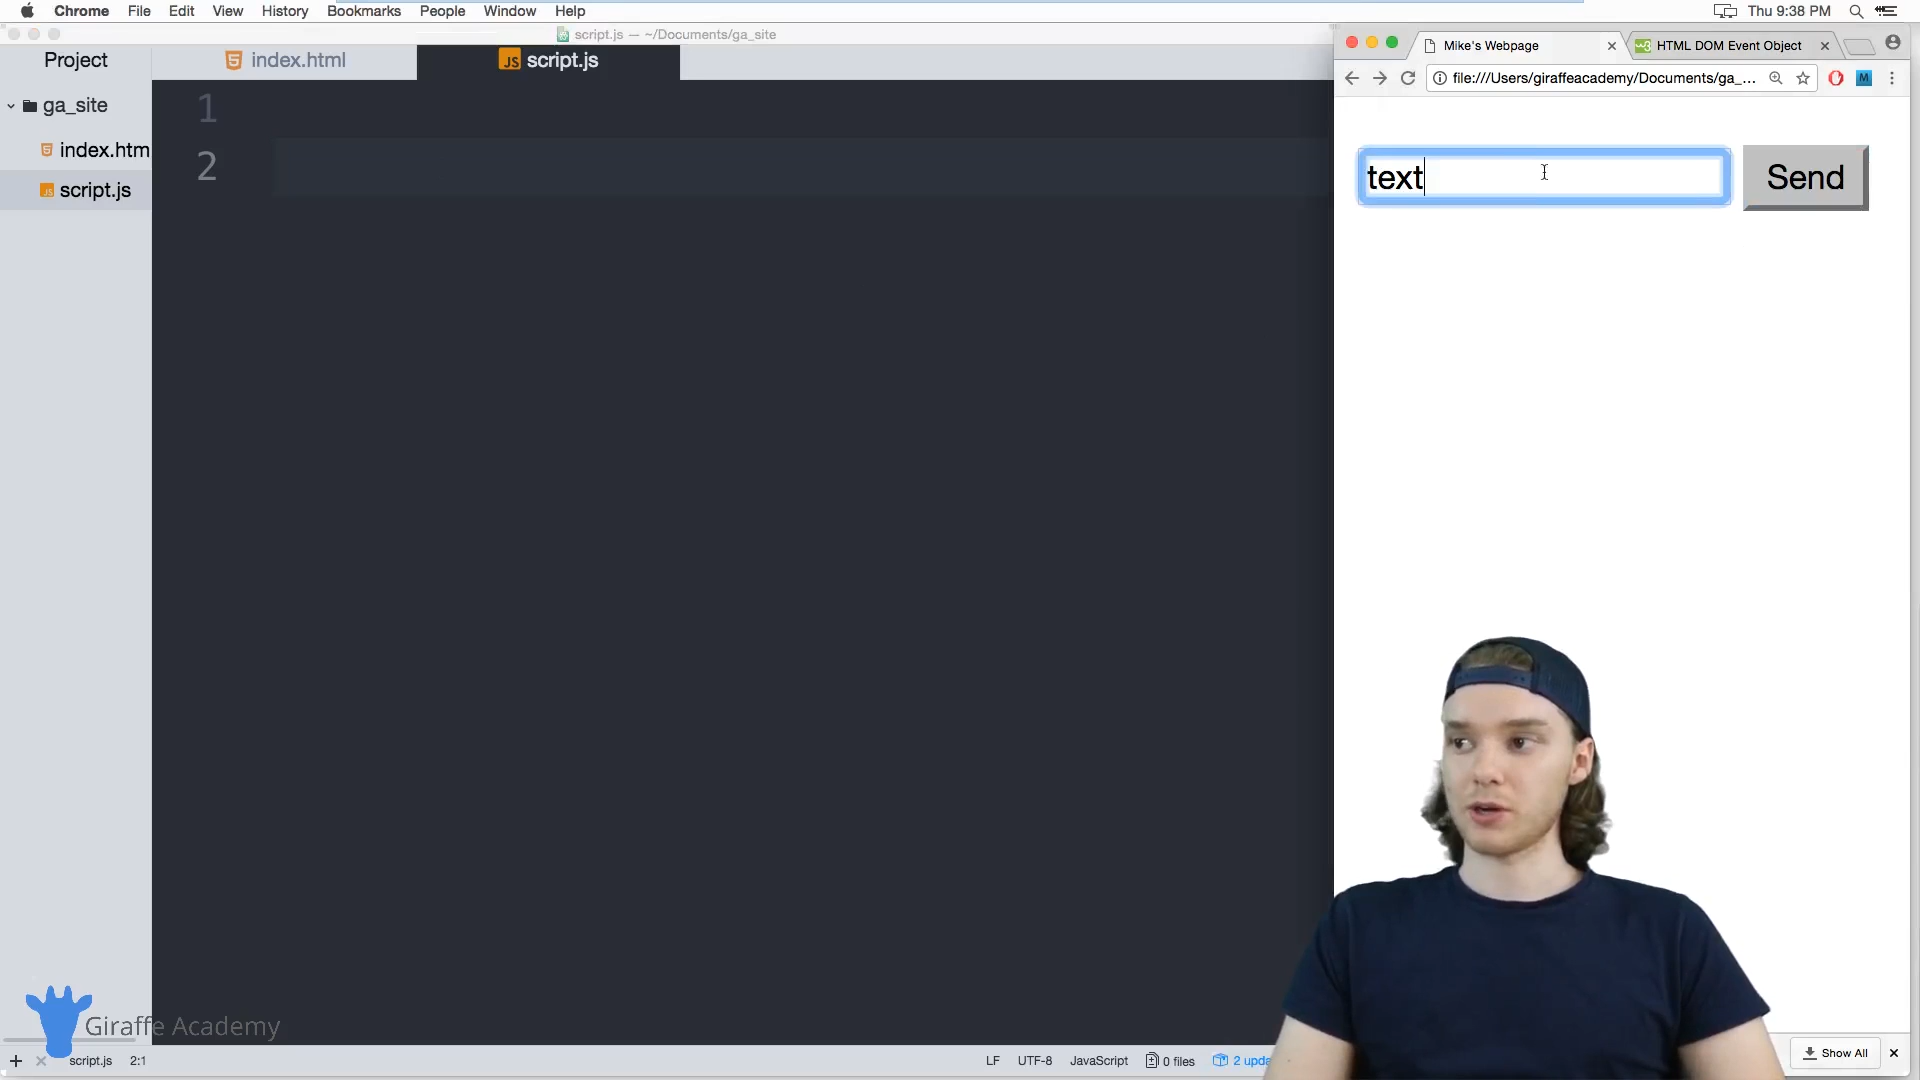 Chrome File Edit View History Bookmarks People Window Help
Thu 9:38 PM
script.js — ~/Documents/ga_site
Project
index.html
script.js
Mike's Webpage
HTML DOM Event Object
file:///Users/giraffeacademy/Documents/ga_...
M
ga_site
index.htm
script.js
1
2
text
Send
Giraffe Academy
script.js 2:1
LF UTF-8 JavaScript 0 files 2 upda
Show All